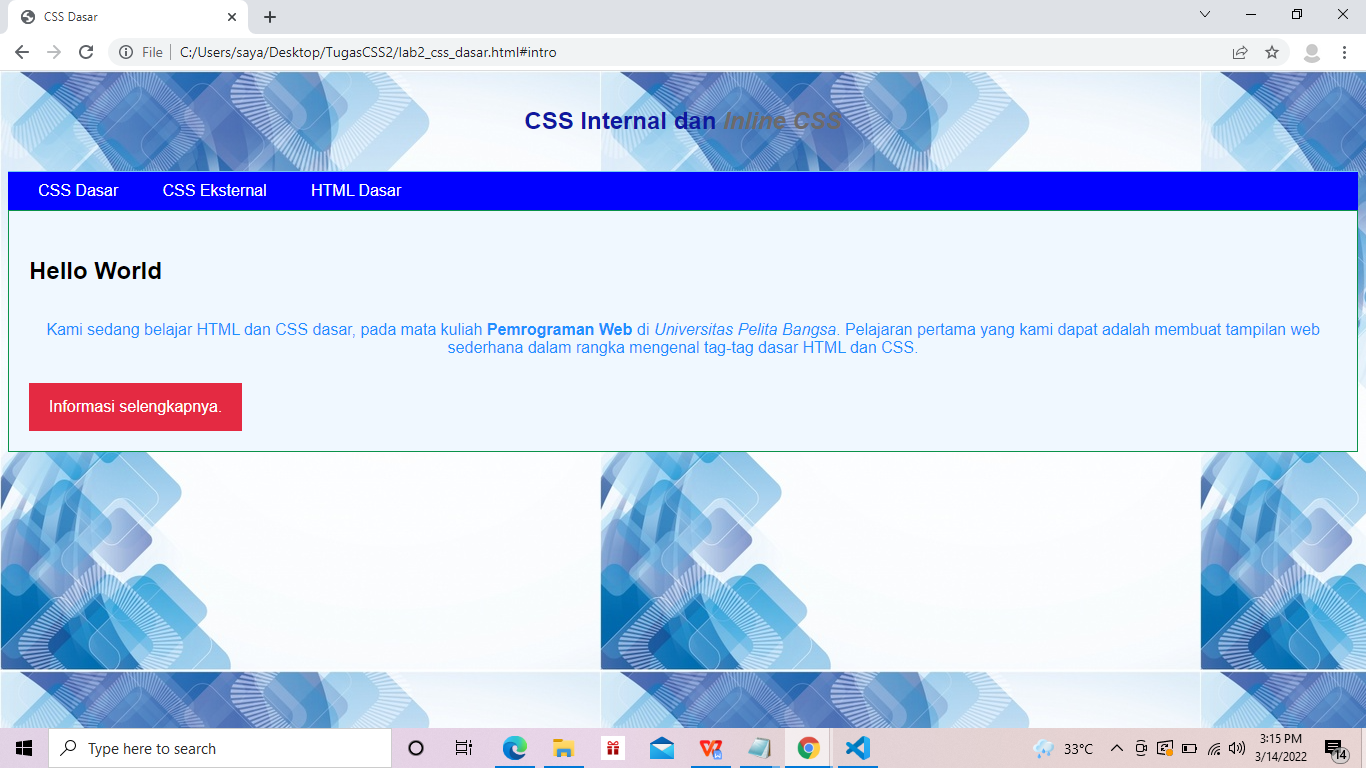 CSS Dasar
File
C:/Users/saya/Desktop/TugasCSS2/lab2_css_dasar.html#intro
CSS Internal dan Inline CSS
CSS Dasar CSS Eksternal HTML Dasar
Hello World
Kami sedang belajar HTML dan CSS dasar, pada mata kuliah Pemrograman Web di Universitas Pelita Bangsa. Pelajaran pertama yang kami dapat adalah membuat tampilan web
sederhana dalam rangka mengenal tag-tag dasar HTML dan CSS.
Informasi selengkapnya.
Type here to search
33°C
3:15 PM
3/14/2022
14